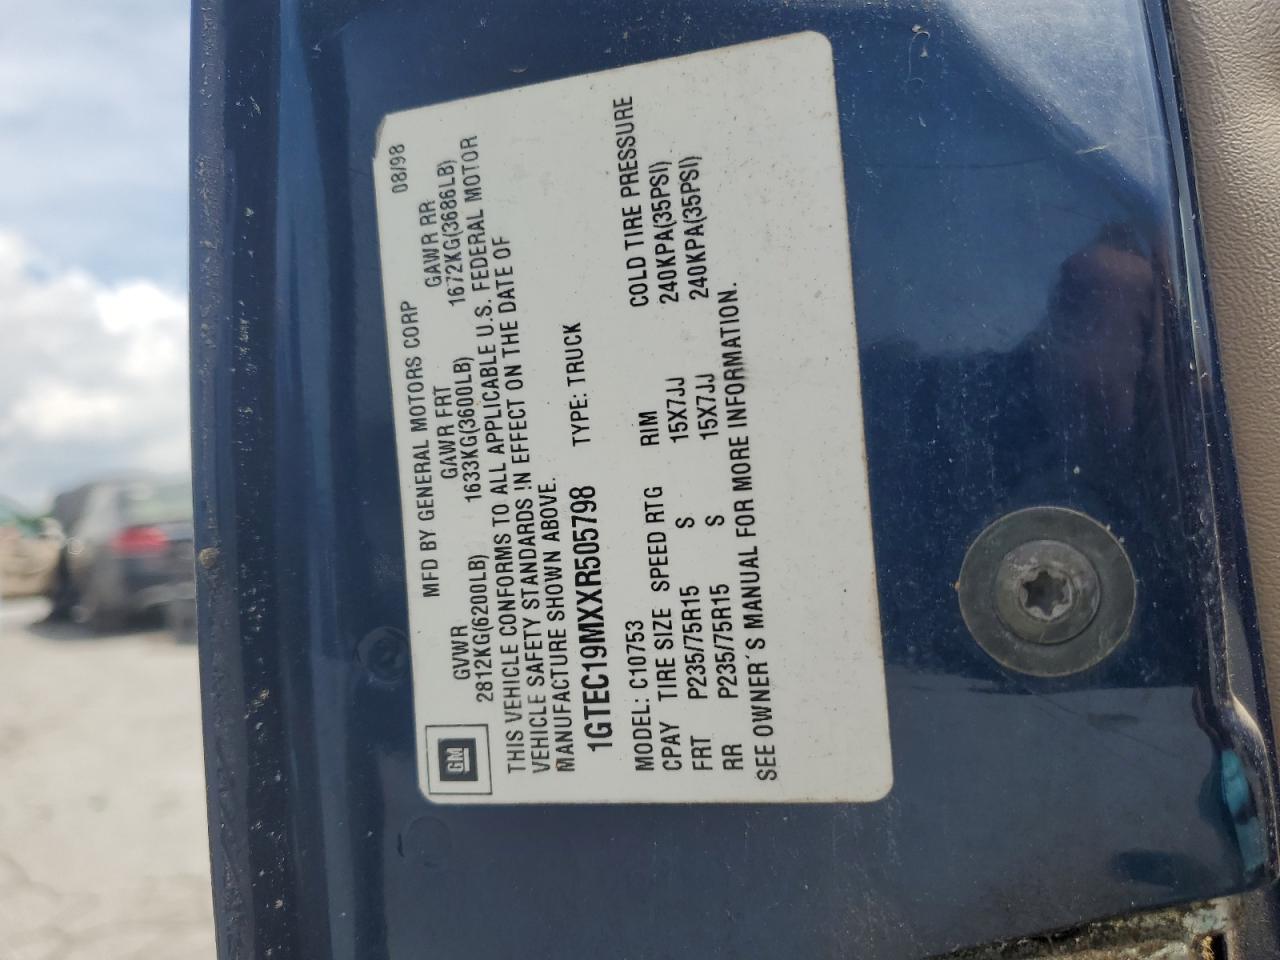 GM
MFD BY GENERAL MOTORS CORP 08/98
GVWR GAWR FRT GAWR RR
2812KG(6200LB) 1633KG(3600LB) 1672KG(3686LB)
THIS VEHICLE CONFORMS TO ALL APPLICABLE U.S. FEDERAL MOTOR
VEHICLE SAFETY STANDARDS IN EFFECT ON THE DATE OF
MANUFACTURE SHOWN ABOVE.
1GTEC19MXXR505798 TYPE: TRUCK
MODEL: C10753
CPAY TIRE SIZE SPEED RTG RIM COLD TIRE PRESSURE
FRT P235/75R15 S 15X7JJ 240KPA(35PSI)
RR P235/75R15 S 15X7JJ 240KPA(35PSI)
SEE OWNER'S MANUAL FOR MORE INFORMATION.